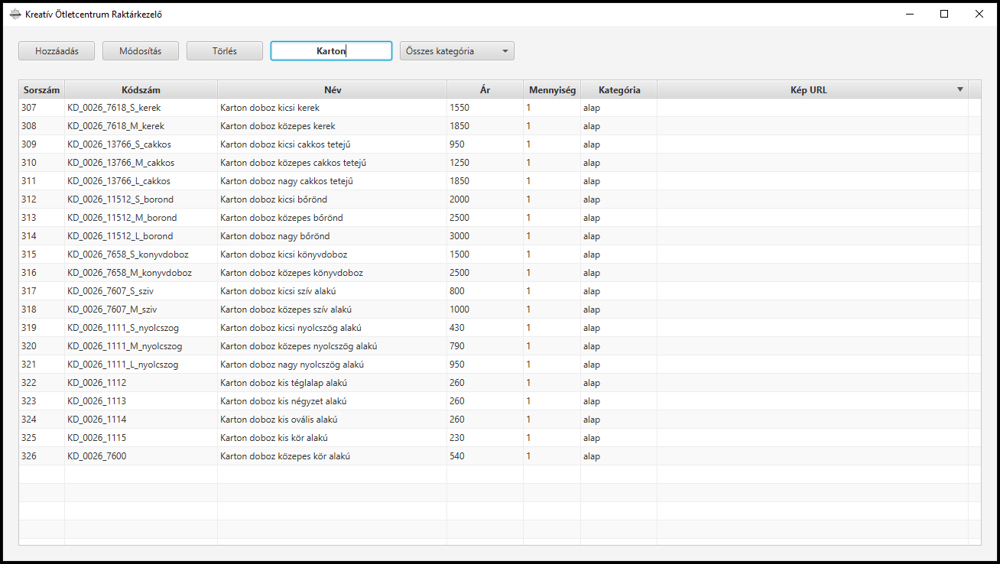 Kreatív Ötletcentrum Raktárkezelő
Hozzáadás Módosítás Törlés Karton Összes kategória
Sorszám Kódszám Név Ár Mennyiség Kategória Kép URL
307 KD_0026_7618_S_kerek Karton doboz kicsi kerek 1550 1 alap
308 KD_0026_7618_M_kerek Karton doboz közepes kerek 1850 1 alap
309 KD_0026_13766_S_cakkos Karton doboz kicsi cakkos tetejű 950 1 alap
310 KD_0026_13766_M_cakkos Karton doboz közepes cakkos tetejű 1250 1 alap
311 KD_0026_13766_L_cakkos Karton doboz nagy cakkos tetejű 1850 1 alap
312 KD_0026_11512_S_borond Karton doboz kicsi bőrönd 2000 1 alap
313 KD_0026_11512_M_borond Karton doboz közepes bőrönd 2500 1 alap
314 KD_0026_11512_L_borond Karton doboz nagy bőrönd 3000 1 alap
315 KD_0026_7658_S_konyvdoboz Karton doboz kicsi könyvdoboz 1500 1 alap
316 KD_0026_7658_M_konyvdoboz Karton doboz közepes könyvdoboz 2500 1 alap
317 KD_0026_7607_S_sziv Karton doboz kicsi szív alakú 800 1 alap
318 KD_0026_7607_M_sziv Karton doboz közepes szív alakú 1000 1 alap
319 KD_0026_1111_S_nyolcszog Karton doboz kicsi nyolcszög alakú 430 1 alap
320 KD_0026_1111_M_nyolcszog Karton doboz közepes nyolcszög alakú 790 1 alap
321 KD_0026_1111_L_nyolcszog Karton doboz nagy nyolcszög alakú 950 1 alap
322 KD_0026_1112 Karton doboz kis téglalap alakú 260 1 alap
323 KD_0026_1113 Karton doboz kis négyzet alakú 260 1 alap
324 KD_0026_1114 Karton doboz kis ovális alakú 260 1 alap
325 KD_0026_1115 Karton doboz kis kör alakú 230 1 alap
326 KD_0026_7600 Karton doboz közepes kör alakú 540 1 alap